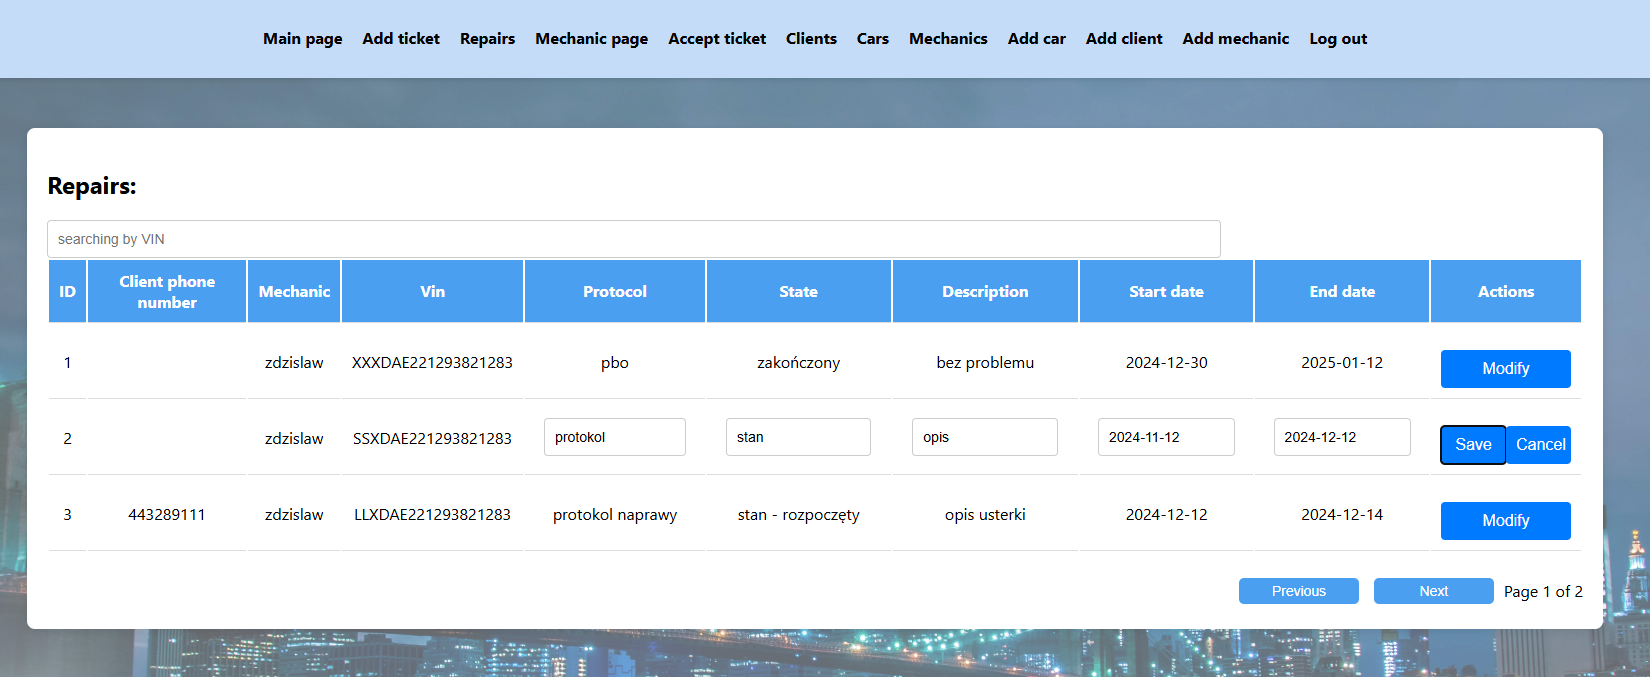 Main page Add ticket Repairs Mechanic page Accept ticket Clients Cars Mechanics Add car Add client Add mechanic Log out
Repairs:
searching by VIN
ID Client phone number Mechanic Vin Protocol State Description Start date End date Actions
1 zdzislaw XXXDAE221293821283 pbo zakończony bez problemu 2024-12-30 2025-01-12 Modify
2 zdzislaw SSXDAE221293821283 protokol stan opis 2024-11-12 2024-12-12 Save Cancel
3 443289111 zdzislaw LLXDAE221293821283 protokol naprawy stan - rozpoczęty opis usterki 2024-12-12 2024-12-14 Modify
Previous Next Page 1 of 2